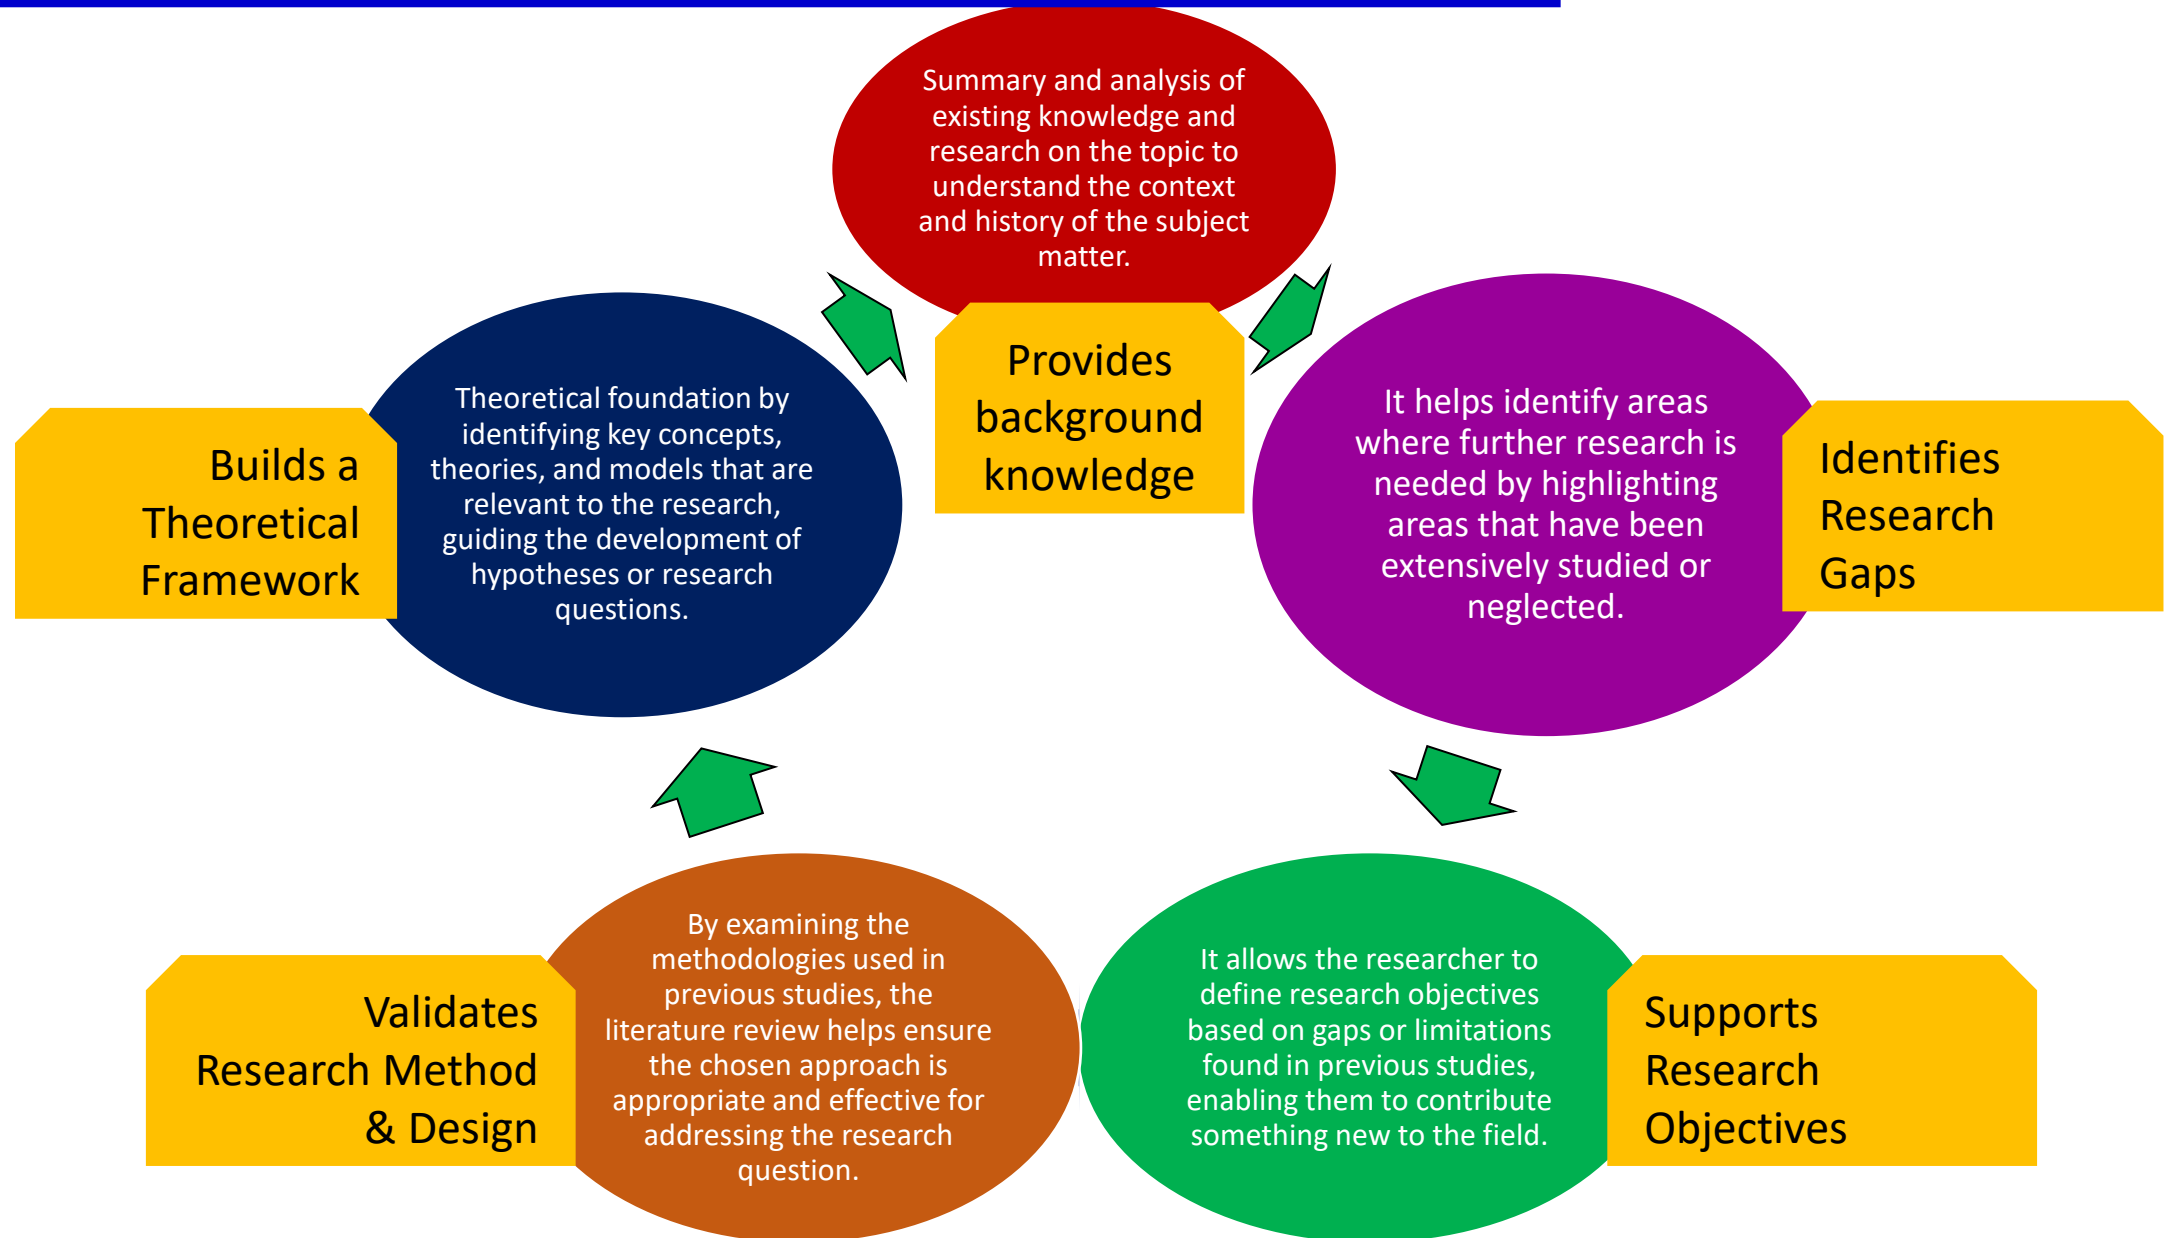 Summary and analysis of
existing knowledge and
research on the topic to
understand the context
and history of the subject
matter.
Provides
background
knowledge
It helps identify areas
where further research is
needed by highlighting
areas that have been
extensively studied or
neglected.
Identifies
Research
Gaps
It allows the researcher to
define research objectives
based on gaps or limitations
found in previous studies,
enabling them to contribute
something new to the field.
Supports
Research
Objectives
By examining the
methodologies used in
previous studies, the
literature review helps ensure
the chosen approach is
appropriate and effective for
addressing the research
question.
Validates
Research Method
& Design
Theoretical foundation by
identifying key concepts,
theories, and models that are
relevant to the research,
guiding the development of
hypotheses or research
questions.
Builds a
Theoretical
Framework